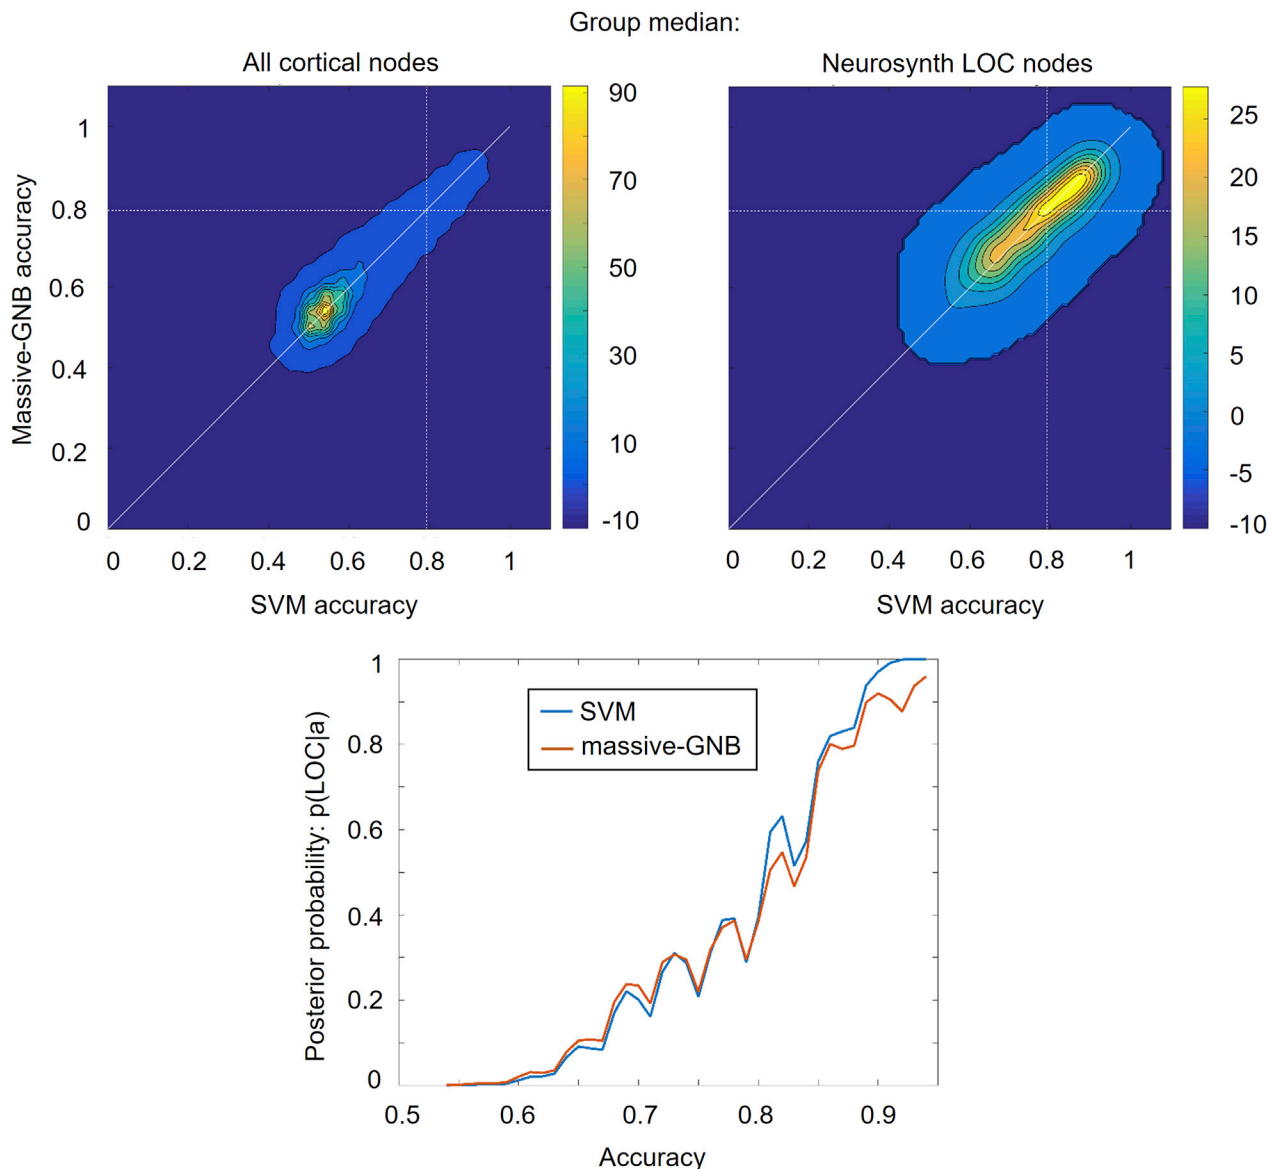 Group median:
All cortical nodes
Neurosynth LOC nodes
Massive-GNB accuracy
1
0.8
0.6
0.4
0.2
0
0 0.2 0.4 0.6 0.8 1
SVM accuracy
90
70
50
30
10
-10
0 0.2 0.4 0.6 0.8 1
SVM accuracy
25
20
15
10
5
0
-5
-10
Posterior probability: p(LOC|a)
1
0.8
0.6
0.4
0.2
0
SVM
massive-GNB
0.5 0.6 0.7 0.8 0.9
Accuracy